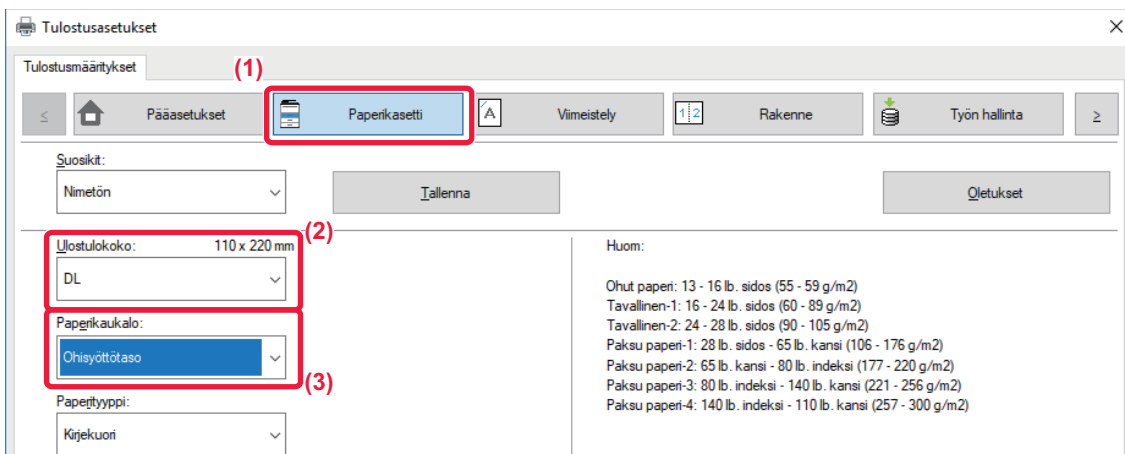 Tulostusasetukset
Tulostusmääritykset
(1)
≤ Pääasetukset Paperikasetti A Viimeistely 1 2 Rakenne Työn hallinta ≥
Suosikit:
Nimetön Tallenna Oletukset
(2)
Ulostulokoko: 110 x 220 mm
DL
Paperikaukalo:
Ohisyöttötaso
(3)
Paperityyppi:
Kirjekuori
Huom:
Ohut paperi: 13 - 16 lb. sidos (55 - 59 g/m2)
Tavallinen-1: 16 - 24 lb. sidos (60 - 89 g/m2)
Tavallinen-2: 24 - 28 lb. sidos (90 - 105 g/m2)
Paksu paperi-1: 28 lb. sidos - 65 lb. kansi (106 - 176 g/m2)
Paksu paperi-2: 65 lb. kansi - 80 lb. indeksi (177 - 220 g/m2)
Paksu paperi-3: 80 lb. indeksi - 140 lb. kansi (221 - 256 g/m2)
Paksu paperi-4: 140 lb. indeksi - 110 lb. kansi (257 - 300 g/m2)